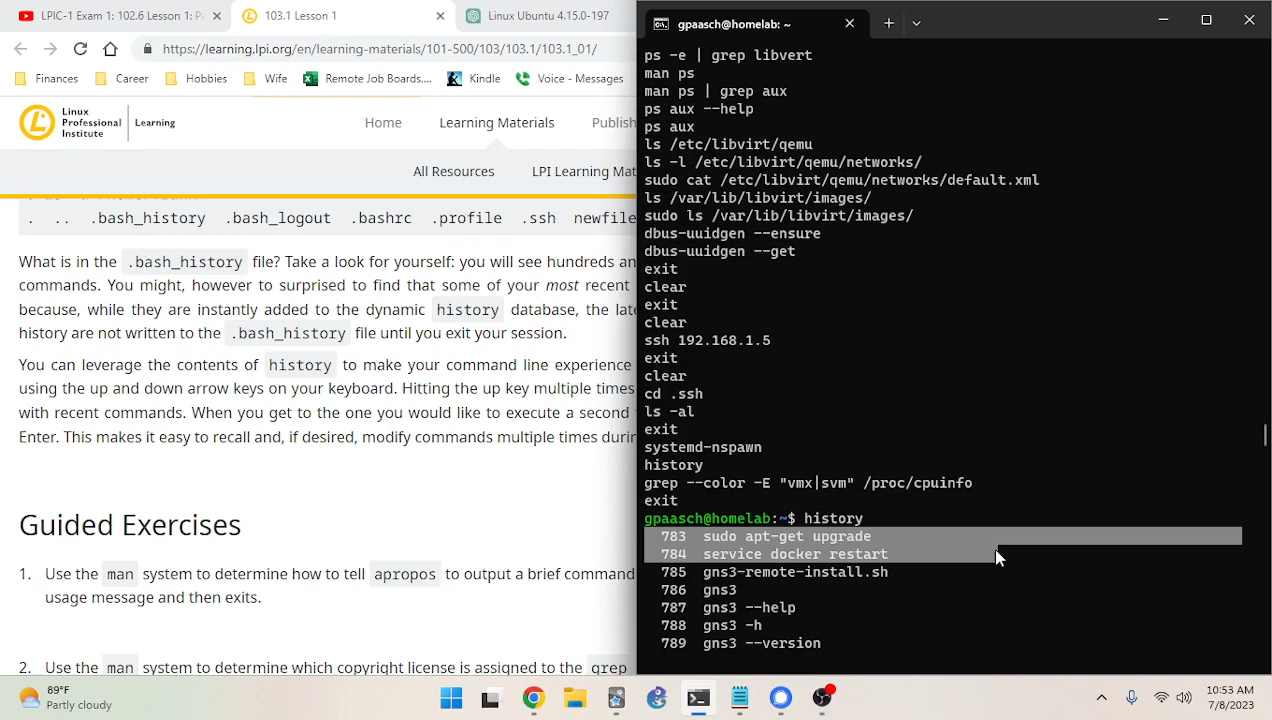 LPIC-1 Exam 1: 102.6 Lesson 1: Pa
103.1 Lesson 1
Linux Ubuntu 4.15.0-197
https://learning.lpi.org/en/learning-materials/101-500/103/103.1/103.1_01/
Finances
Career
Hobbies
Wife
Remote Job Boards....
Kindle
Voice - Messages
Linux
Professional
Institute
Learning
Home
Learning Materials
Publish
All Resources
LPI Learning Mat
. .. .bash_history .bash_logout .bashrc .profile .ssh newfile
What is in the .bash_history file? Take a look for yourself: you will see hundreds an
commands. You might, however to surprised to find that some of your most recent
because, while they are instantly added to the dynamic history database, the late
history are not written to the .bash_history file until you exit your session.
You can leverage the contents of history to make your command line experience
using the up and down arrow keys on your keyboard. Hitting the up key multiple times
with recent commands. When you get to the one you would like to execute a second
Enter. This makes it easy to recall and, if desired, modify commands multiple times durin
Guided Exercises
1. Use the man system to determine how to tell apropos to output a brief command
usage message and then exits.
2. Use the man system to determine which copyright license is assigned to the grep
gpaasch@homelab: ~
ps -e | grep libvert
man ps
man ps | grep aux
ps aux --help
ps aux
ls /etc/libvirt/qemu
ls -l /etc/libvirt/qemu/networks/
sudo cat /etc/libvirt/qemu/networks/default.xml
ls /var/lib/libvirt/images/
sudo ls /var/lib/libvirt/images/
dbus-uuidgen --ensure
dbus-uuidgen --get
exit
clear
exit
clear
ssh 192.168.1.5
exit
clear
cd .ssh
ls -al
exit
systemd-nspawn
history
grep --color -E "vmx|svm" /proc/cpuinfo
exit
gpaasch@homelab:~$ history
783 sudo apt-get upgrade
784 service docker restart
785 gns3-remote-install.sh
786 gns3
787 gns3 --help
788 gns3 -h
789 gns3 --version
89°F
Partly cloudy
10:53 AM
7/8/2023